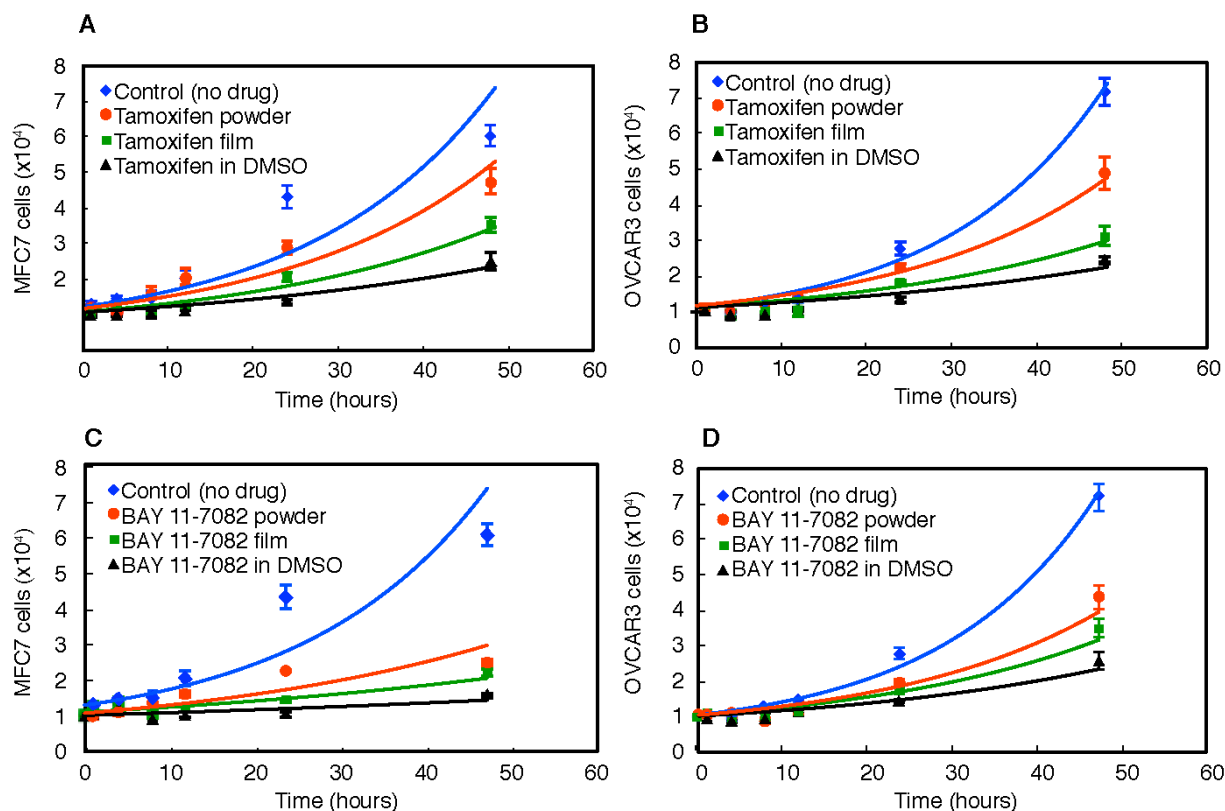 A
MFC7 cells (x10⁴)
8
7
6
5
4
3
2
0
Control (no drug)
Tamoxifen powder
Tamoxifen film
Tamoxifen in DMSO
0 10 20 30 40 50 60
Time (hours)
B
OVCAR3 cells (x10⁴)
8
7
6
5
4
3
2
1
0
Control (no drug)
Tamoxifen powder
Tamoxifen film
Tamoxifen in DMSO
0 10 20 30 40 50 60
Time (hours)
C
MFC7 cells (x10⁴)
8
7
6
5
4
3
2
1
0
Control (no drug)
BAY 11-7082 powder
BAY 11-7082 film
BAY 11-7082 in DMSO
0 10 20 30 40 50 60
Time (hours)
D
OVCAR3 cells (x10⁴)
8
7
6
5
4
3
2
1
0
Control (no drug)
BAY 11-7082 powder
BAY 11-7082 film
BAY 11-7082 in DMSO
0 10 20 30 40 50 60
Time (hours)